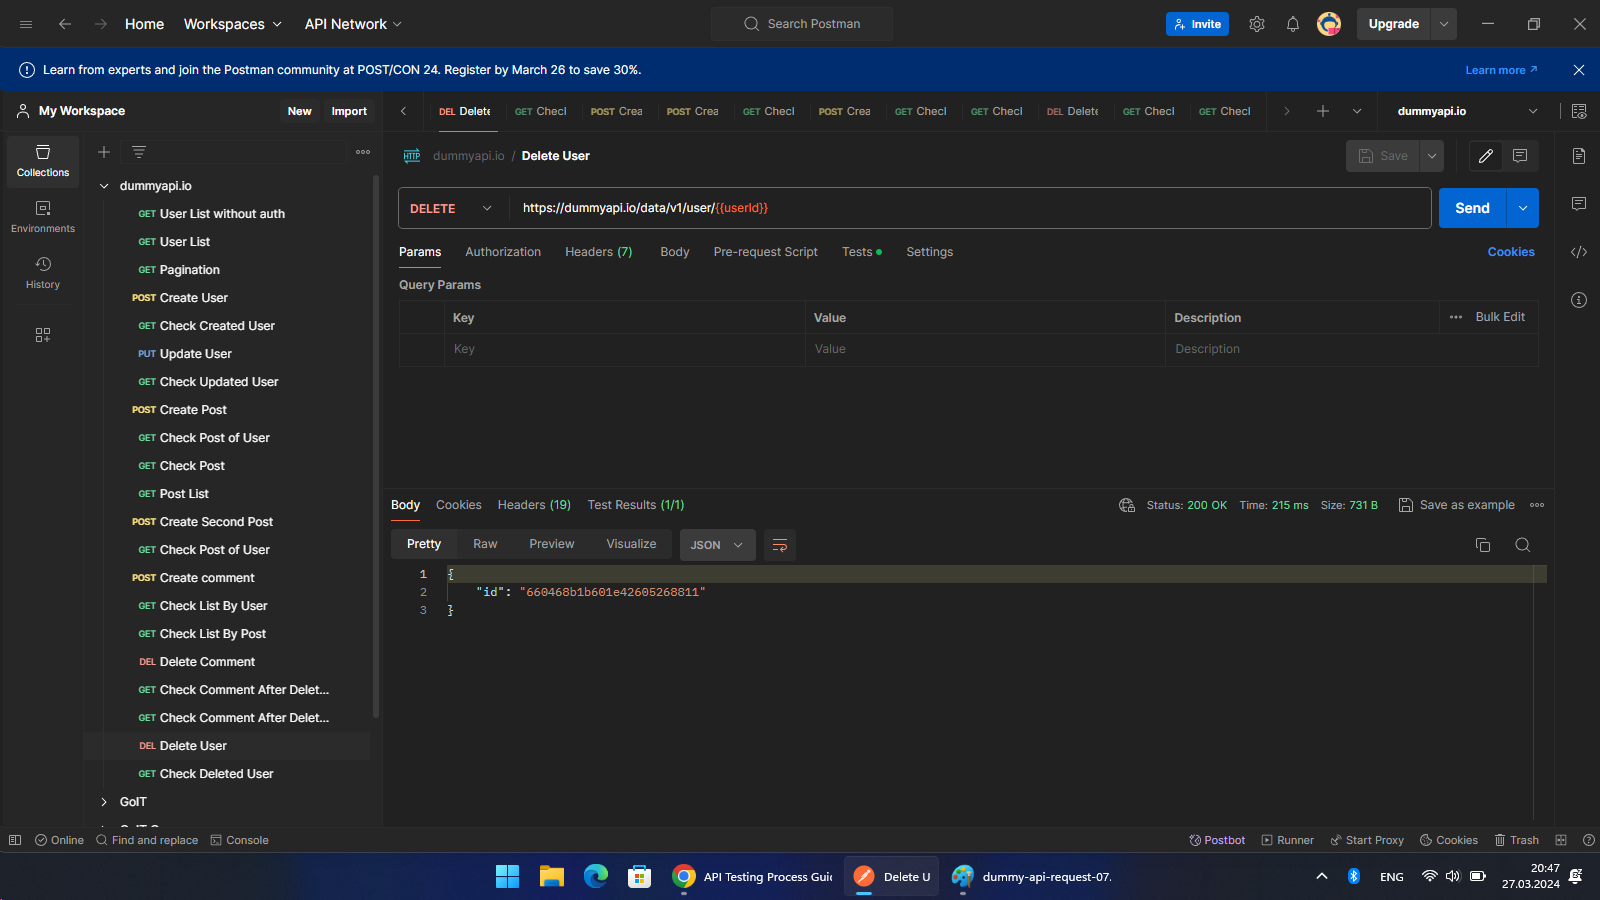 Home Workspaces API Network Search Postman Invite Upgrade
Learn from experts and join the Postman community at POST/CON 24. Register by March 26 to save 30%. Learn more
My Workspace New Import
DEL Delete GET Checl POST Crea POST Crea GET Checl POST Crea GET Checl GET Checl DEL Delete GET Checl GET Checl dummyapi.io
Collections
Environments
History
dummyapi.io
GET User List without auth
GET User List
GET Pagination
POST Create User
GET Check Created User
PUT Update User
GET Check Updated User
POST Create Post
GET Check Post of User
GET Check Post
GET Post List
POST Create Second Post
GET Check Post of User
POST Create comment
GET Check List By User
GET Check List By Post
DEL Delete Comment
GET Check Comment After Delet...
GET Check Comment After Delet...
DEL Delete User
GET Check Deleted User
GoIT
HTTP dummyapi.io / Delete User Save
DELETE https://dummyapi.io/data/v1/user/{{userId}} Send
Params Authorization Headers (7) Body Pre-request Script Tests Settings Cookies
Query Params
Key Value Description Bulk Edit
Key Value Description
Body Cookies Headers (19) Test Results (1/1) Status: 200 OK Time: 215 ms Size: 731 B Save as example
Pretty Raw Preview Visualize JSON
1 {
2 "id": "660468b1b601e42605268811"
3 }
Online Find and replace Console Postbot Runner Start Proxy Cookies Trash
API Testing Process Guid Delete U dummy-api-request-07. ENG 20:47
27.03.2024